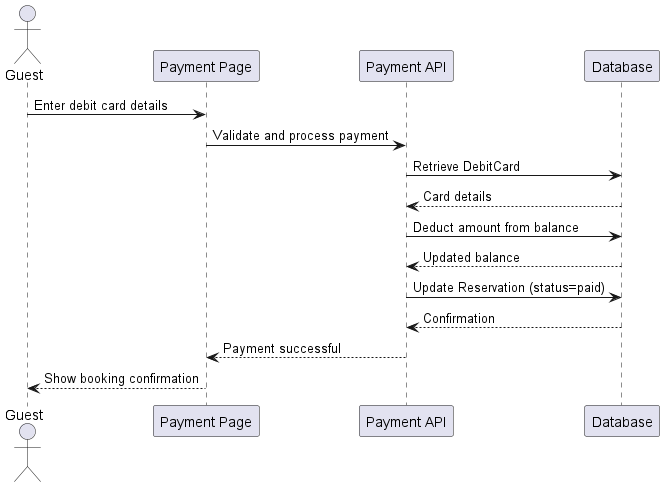 Guest
Payment Page
Payment API
Database
Enter debit card details
Validate and process payment
Retrieve DebitCard
Card details
Deduct amount from balance
Updated balance
Update Reservation (status=paid)
Confirmation
Payment successful
Show booking confirmation
Guest
Payment Page
Payment API
Database